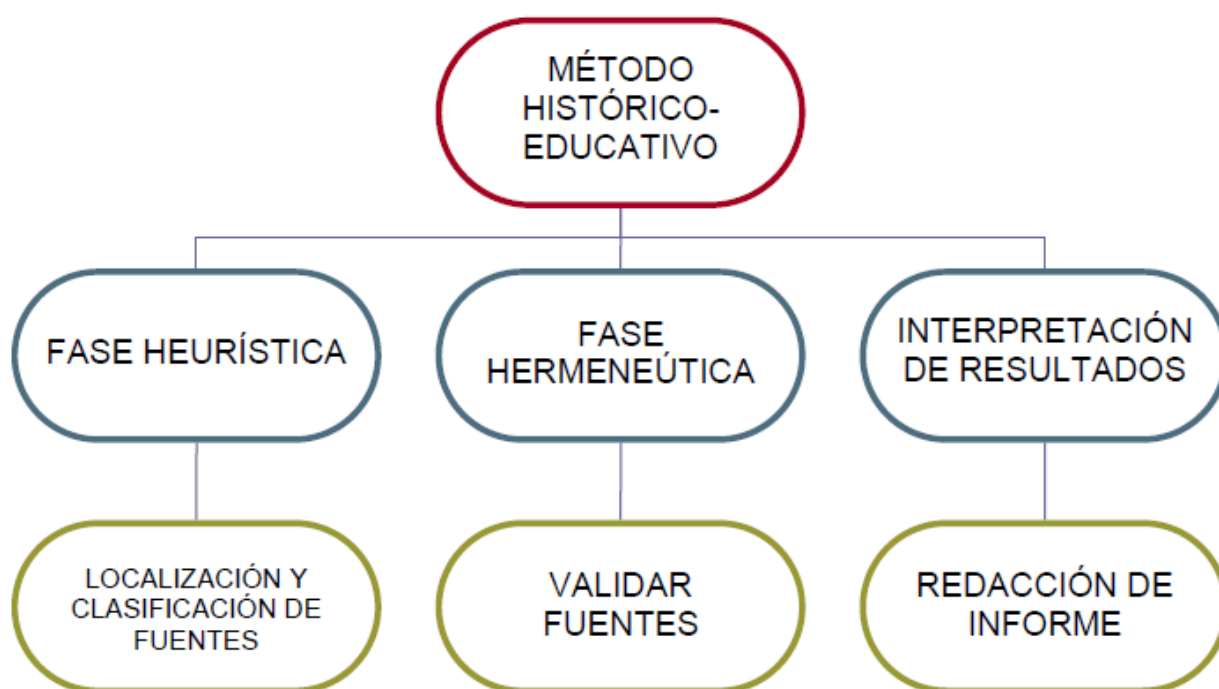 MÉTODO
HISTÓRICO-
EDUCATIVO
FASE HEURÍSTICA
FASE
HERMENEÚTICA
INTERPRETACIÓN
DE RESULTADOS
LOCALIZACIÓN Y
CLASIFICACIÓN DE
FUENTES
VALIDAR
FUENTES
REDACCIÓN DE
INFORME